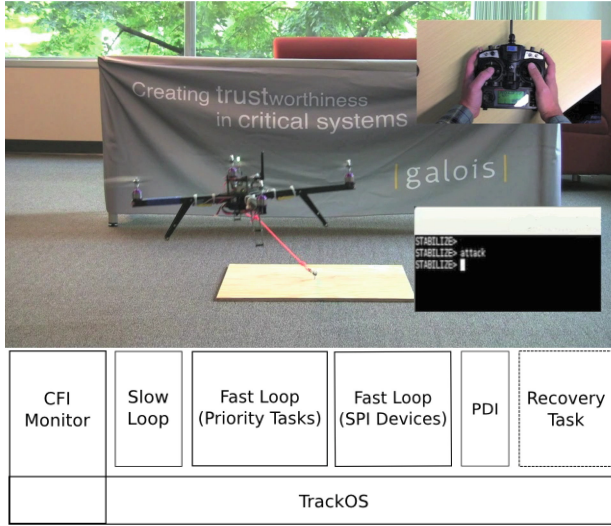 Creating trustworthiness
in critical systems
|galois|
STABILIZE>
STABILIZE> attack
STABILIZE>
CFI
Monitor
Slow
Loop
Fast Loop
(Priority Tasks)
Fast Loop
(SPI Devices)
PDI
Recovery
Task
TrackOS